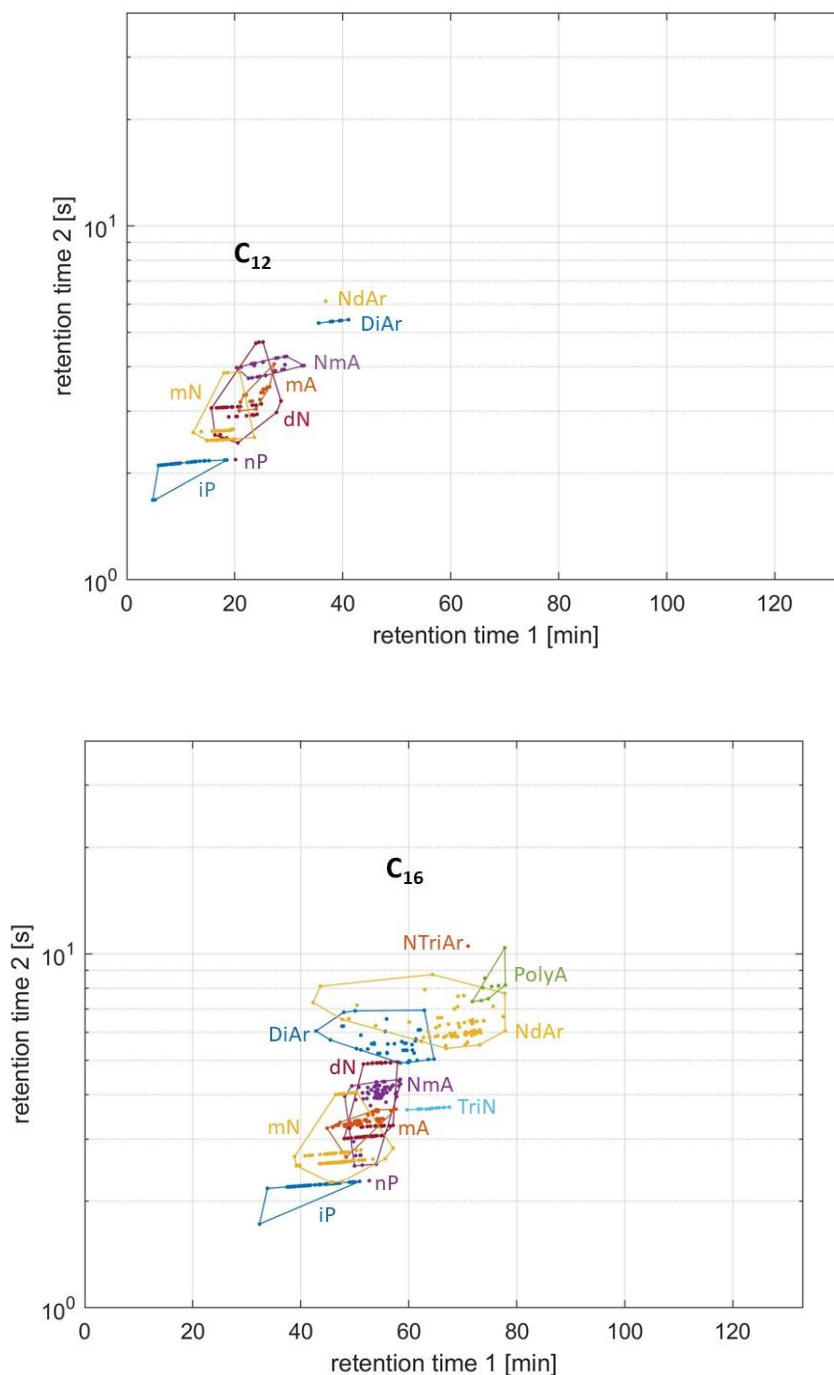 C12
NdAr
DiAr
NmA
mN
mA
dN
nP
iP
10^1
10^0
retention time 2 [s]
0 20 40 60 80 100 120
retention time 1 [min]
C16
NTriAr
PolyA
DiAr
NdAr
dN
NmA
TriN
mN
mA
nP
iP
10^1
10^0
retention time 2 [s]
0 20 40 60 80 100 120
retention time 1 [min]